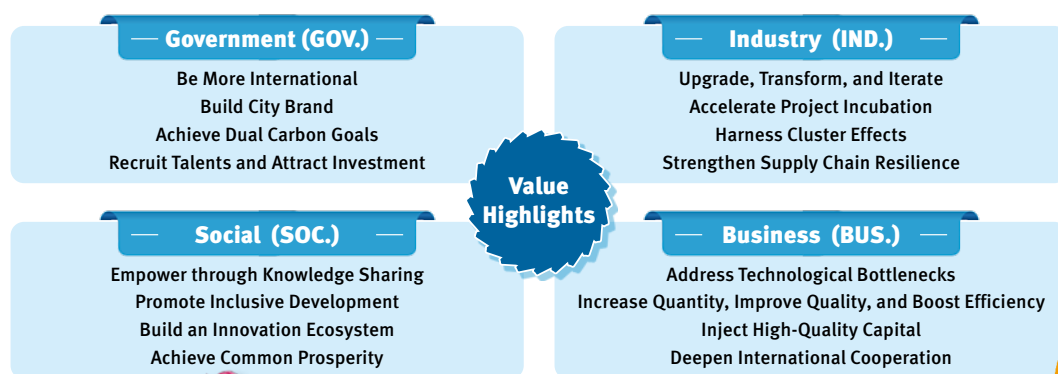 Government (GOV.)
Be More International
Build City Brand
Achieve Dual Carbon Goals
Recruit Talents and Attract Investment
Industry (IND.)
Upgrade, Transform, and Iterate
Accelerate Project Incubation
Harness Cluster Effects
Strengthen Supply Chain Resilience
Value
Highlights
Social (SOC.)
Empower through Knowledge Sharing
Promote Inclusive Development
Build an Innovation Ecosystem
Achieve Common Prosperity
Business (BUS.)
Address Technological Bottlenecks
Increase Quantity, Improve Quality, and Boost Efficiency
Inject High-Quality Capital
Deepen International Cooperation